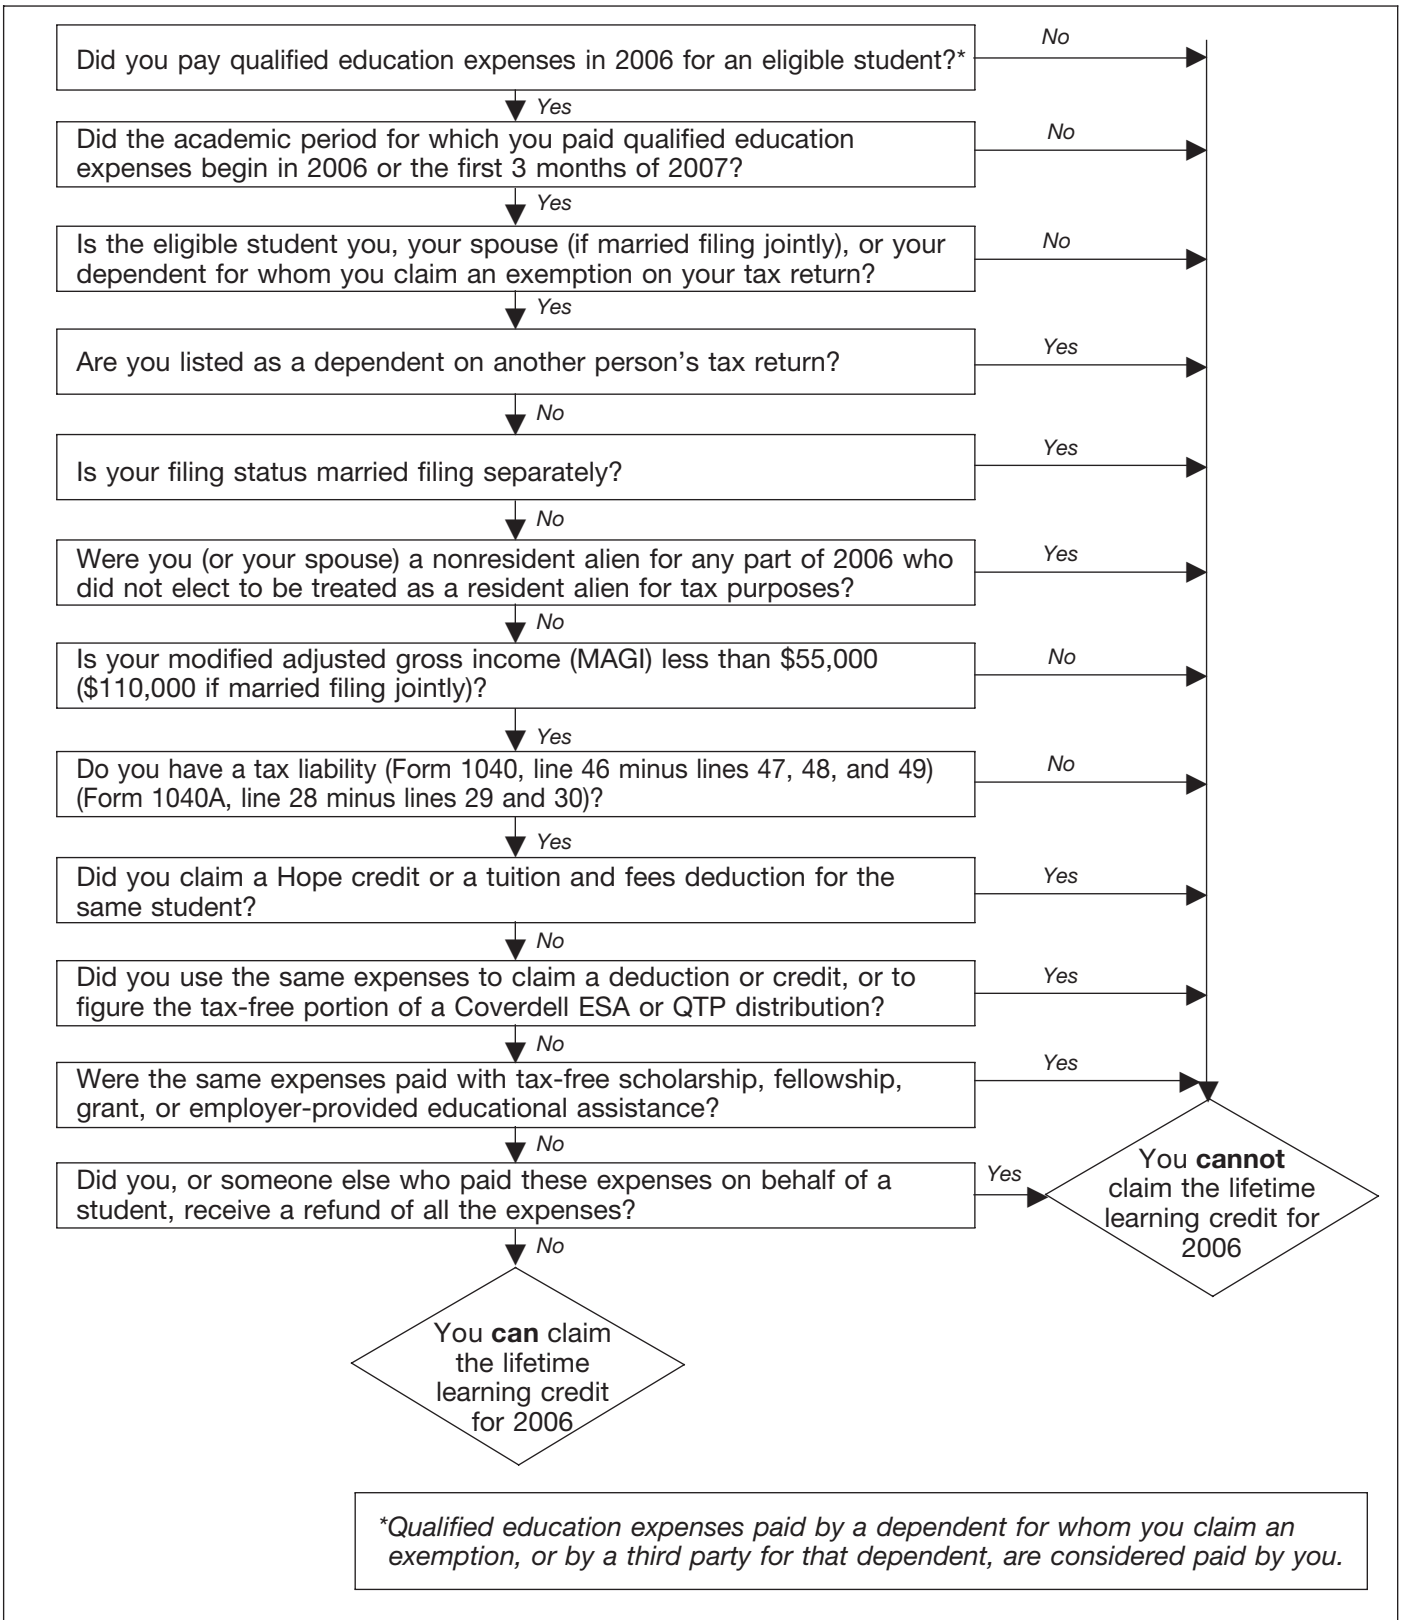 Did you pay qualified education expenses in 2006 for an eligible student?*
No
Yes
Did the academic period for which you paid qualified education
expenses begin in 2006 or the first 3 months of 2007?
No
Yes
Is the eligible student you, your spouse (if married filing jointly), or your
dependent for whom you claim an exemption on your tax return?
No
Yes
Are you listed as a dependent on another person’s tax return?
Yes
No
Is your filing status married filing separately?
Yes
No
Were you (or your spouse) a nonresident alien for any part of 2006 who
did not elect to be treated as a resident alien for tax purposes?
Yes
No
Is your modified adjusted gross income (MAGI) less than $55,000
($110,000 if married filing jointly)?
No
Yes
Do you have a tax liability (Form 1040, line 46 minus lines 47, 48, and 49)
(Form 1040A, line 28 minus lines 29 and 30)?
No
Yes
Did you claim a Hope credit or a tuition and fees deduction for the
same student?
Yes
No
Did you use the same expenses to claim a deduction or credit, or to
figure the tax-free portion of a Coverdell ESA or QTP distribution?
Yes
No
Were the same expenses paid with tax-free scholarship, fellowship,
grant, or employer-provided educational assistance?
Yes
No
Did you, or someone else who paid these expenses on behalf of a
student, receive a refund of all the expenses?
Yes
No
You cannot
claim the lifetime
learning credit for
2006
You can claim
the lifetime
learning credit
for 2006
*Qualified education expenses paid by a dependent for whom you claim an
exemption, or by a third party for that dependent, are considered paid by you.